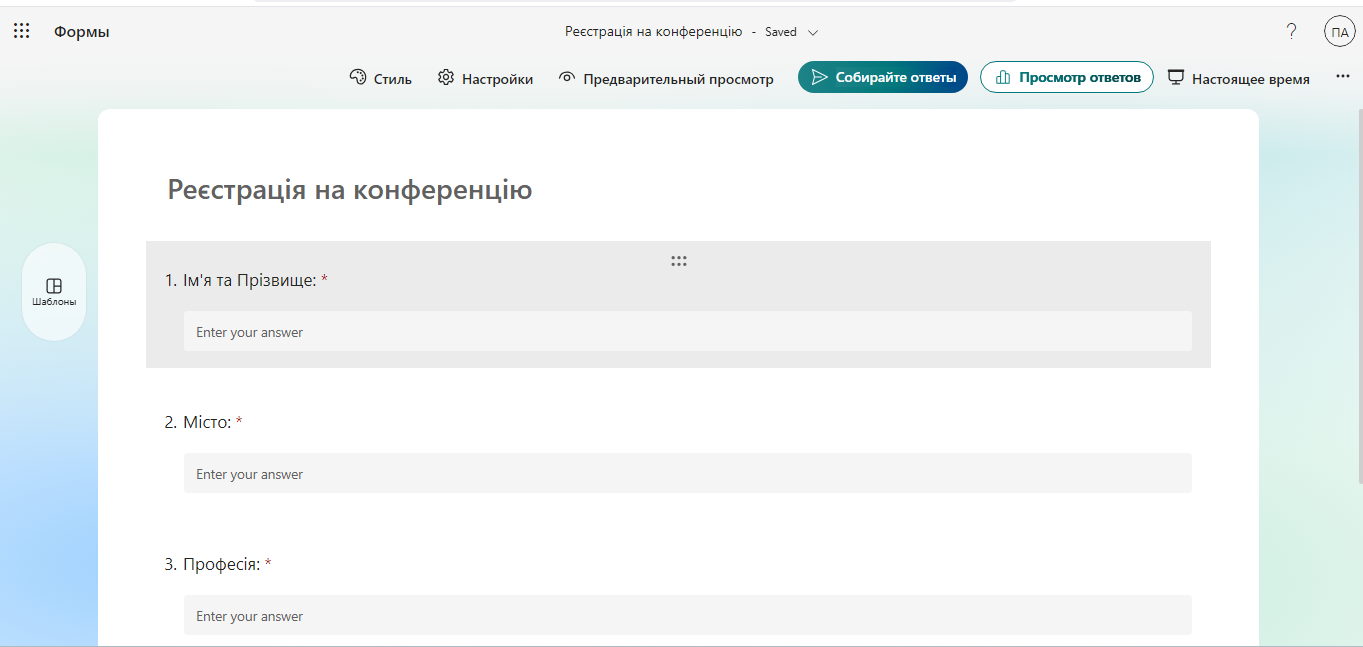 Формы
Реєстрація на конференцію - Saved
?
ПА
Стиль
Настройки
Предварительный просмотр
Собирайте ответы
Просмотр ответов
Настоящее время
Шаблоны
Реєстрація на конференцію
1. Ім'я та Прізвище: *
Enter your answer
2. Місто: *
Enter your answer
3. Професія: *
Enter your answer